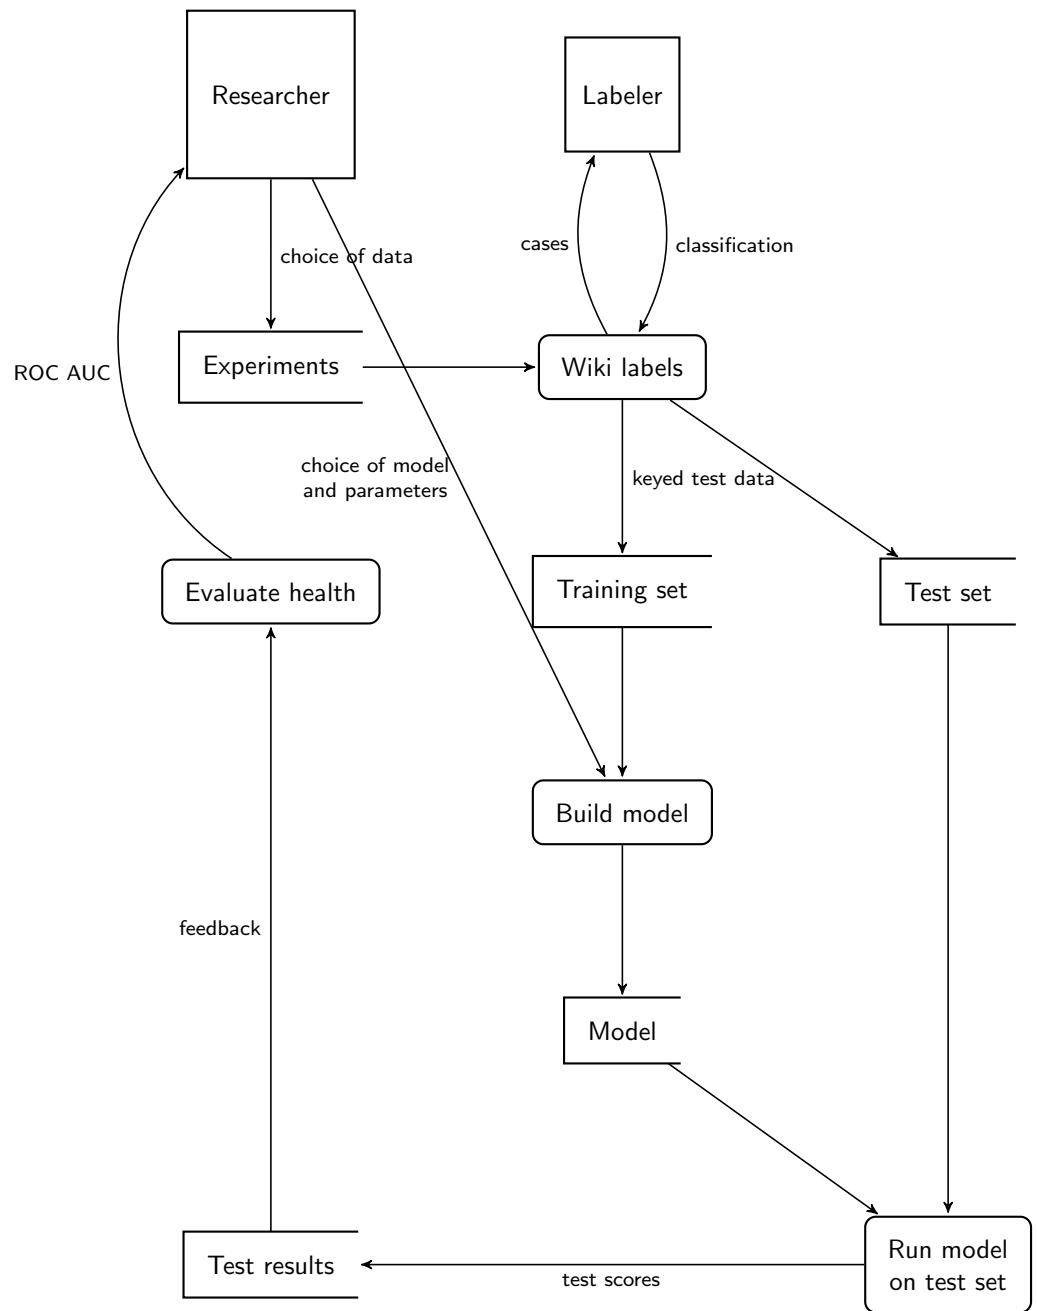 Researcher
Labeler
cases
classification
choice of data
Experiments
Wiki labels
ROC AUC
choice of model
and parameters
keyed test data
Evaluate health
Training set
Test set
Build model
feedback
Model
Test results
test scores
Run model
on test set